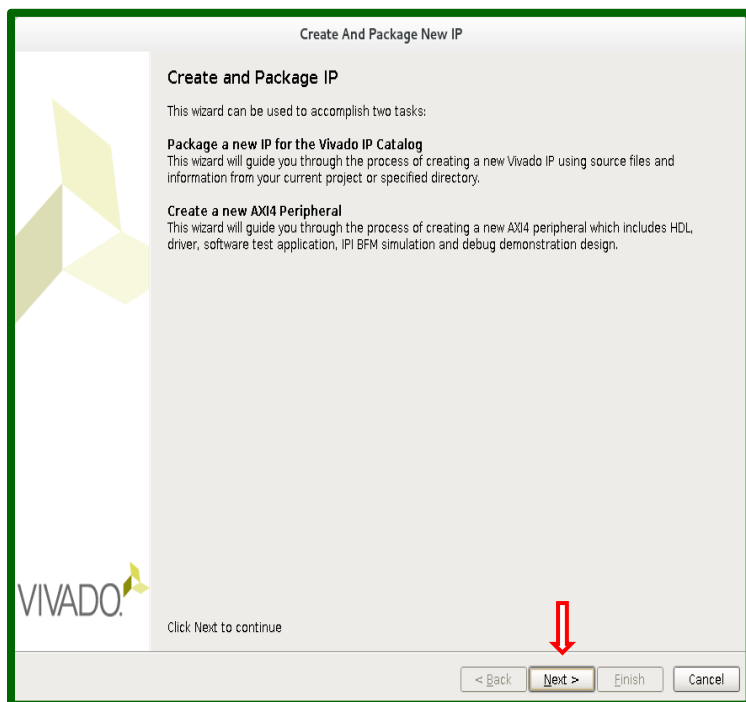 Create And Package New IP
Create and Package IP
This wizard can be used to accomplish two tasks:
Package a new IP for the Vivado IP Catalog
This wizard will guide you through the process of creating a new Vivado IP using source files and
information from your current project or specified directory.
Create a new AXI4 Peripheral
This wizard will guide you through the process of creating a new AXI4 peripheral which includes HDL,
driver, software test application, IPI BFM simulation and debug demonstration design.
VIVADO.
Click Next to continue
< Back Next > Finish Cancel